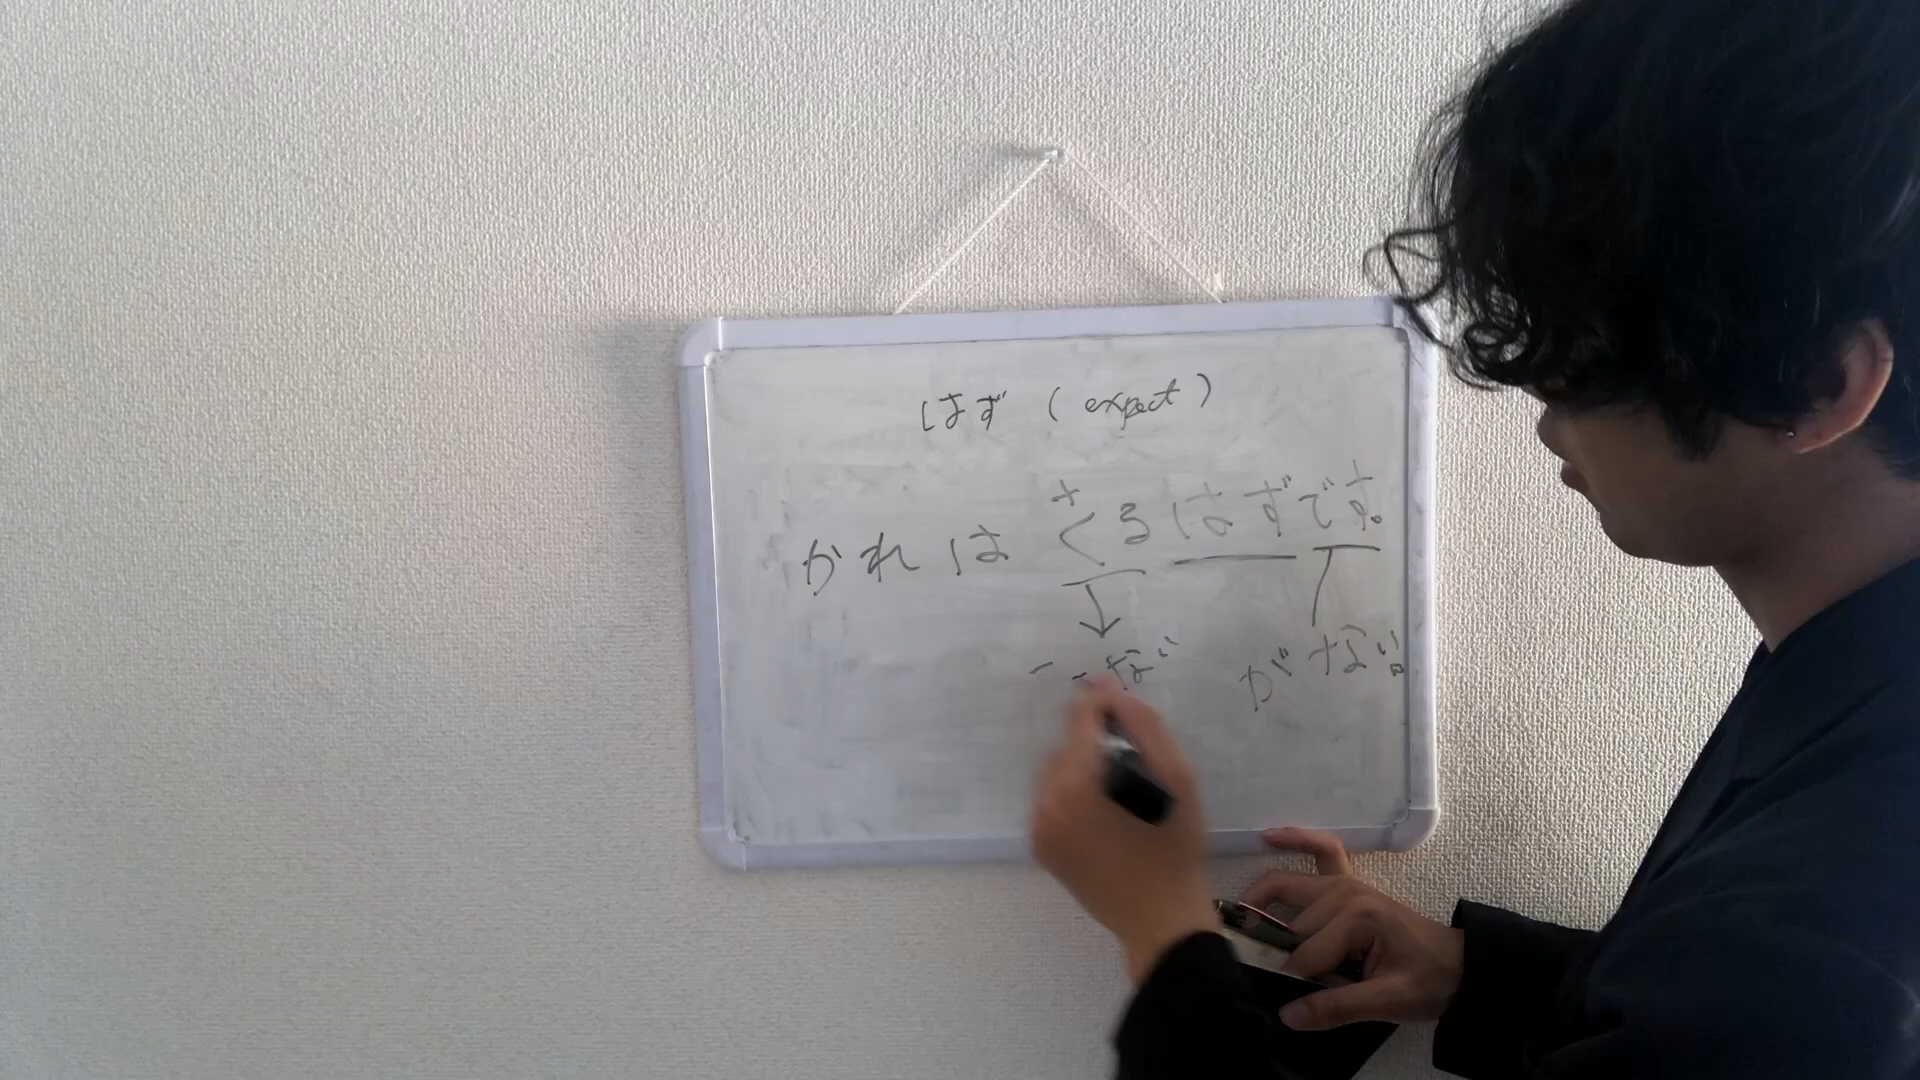 はず ( expect )
+
かれは くるはずです。
こない がない